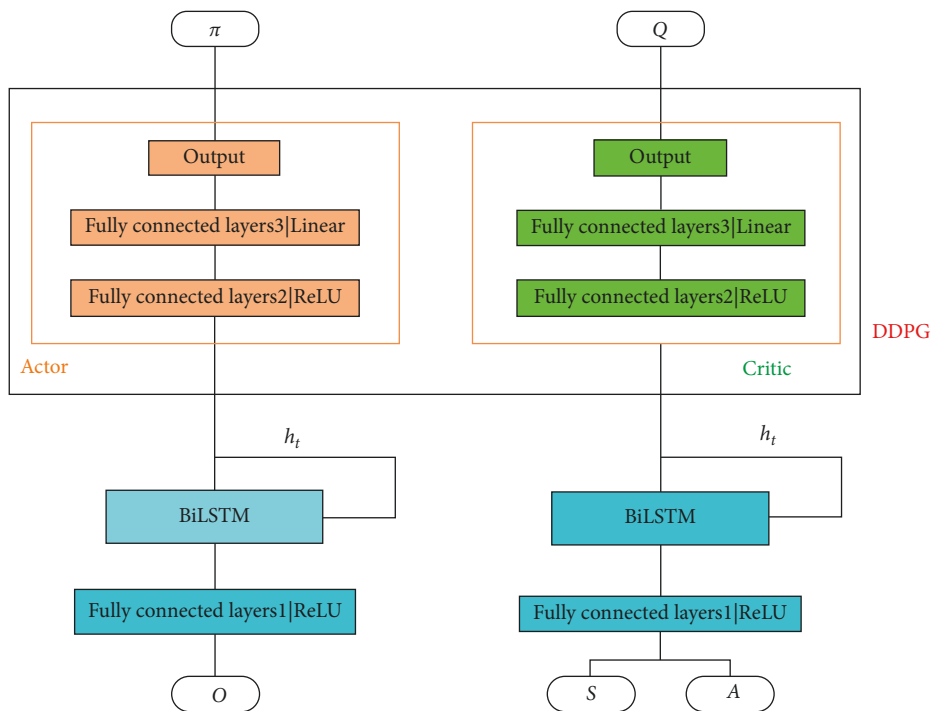 π
Q
Output
Output
Fully connected layers3|Linear
Fully connected layers3|Linear
Fully connected layers2|ReLU
Fully connected layers2|ReLU
DDPG
Actor
Critic
h_t
h_t
BiLSTM
BiLSTM
Fully connected layers1|ReLU
Fully connected layers1|ReLU
O
S
A